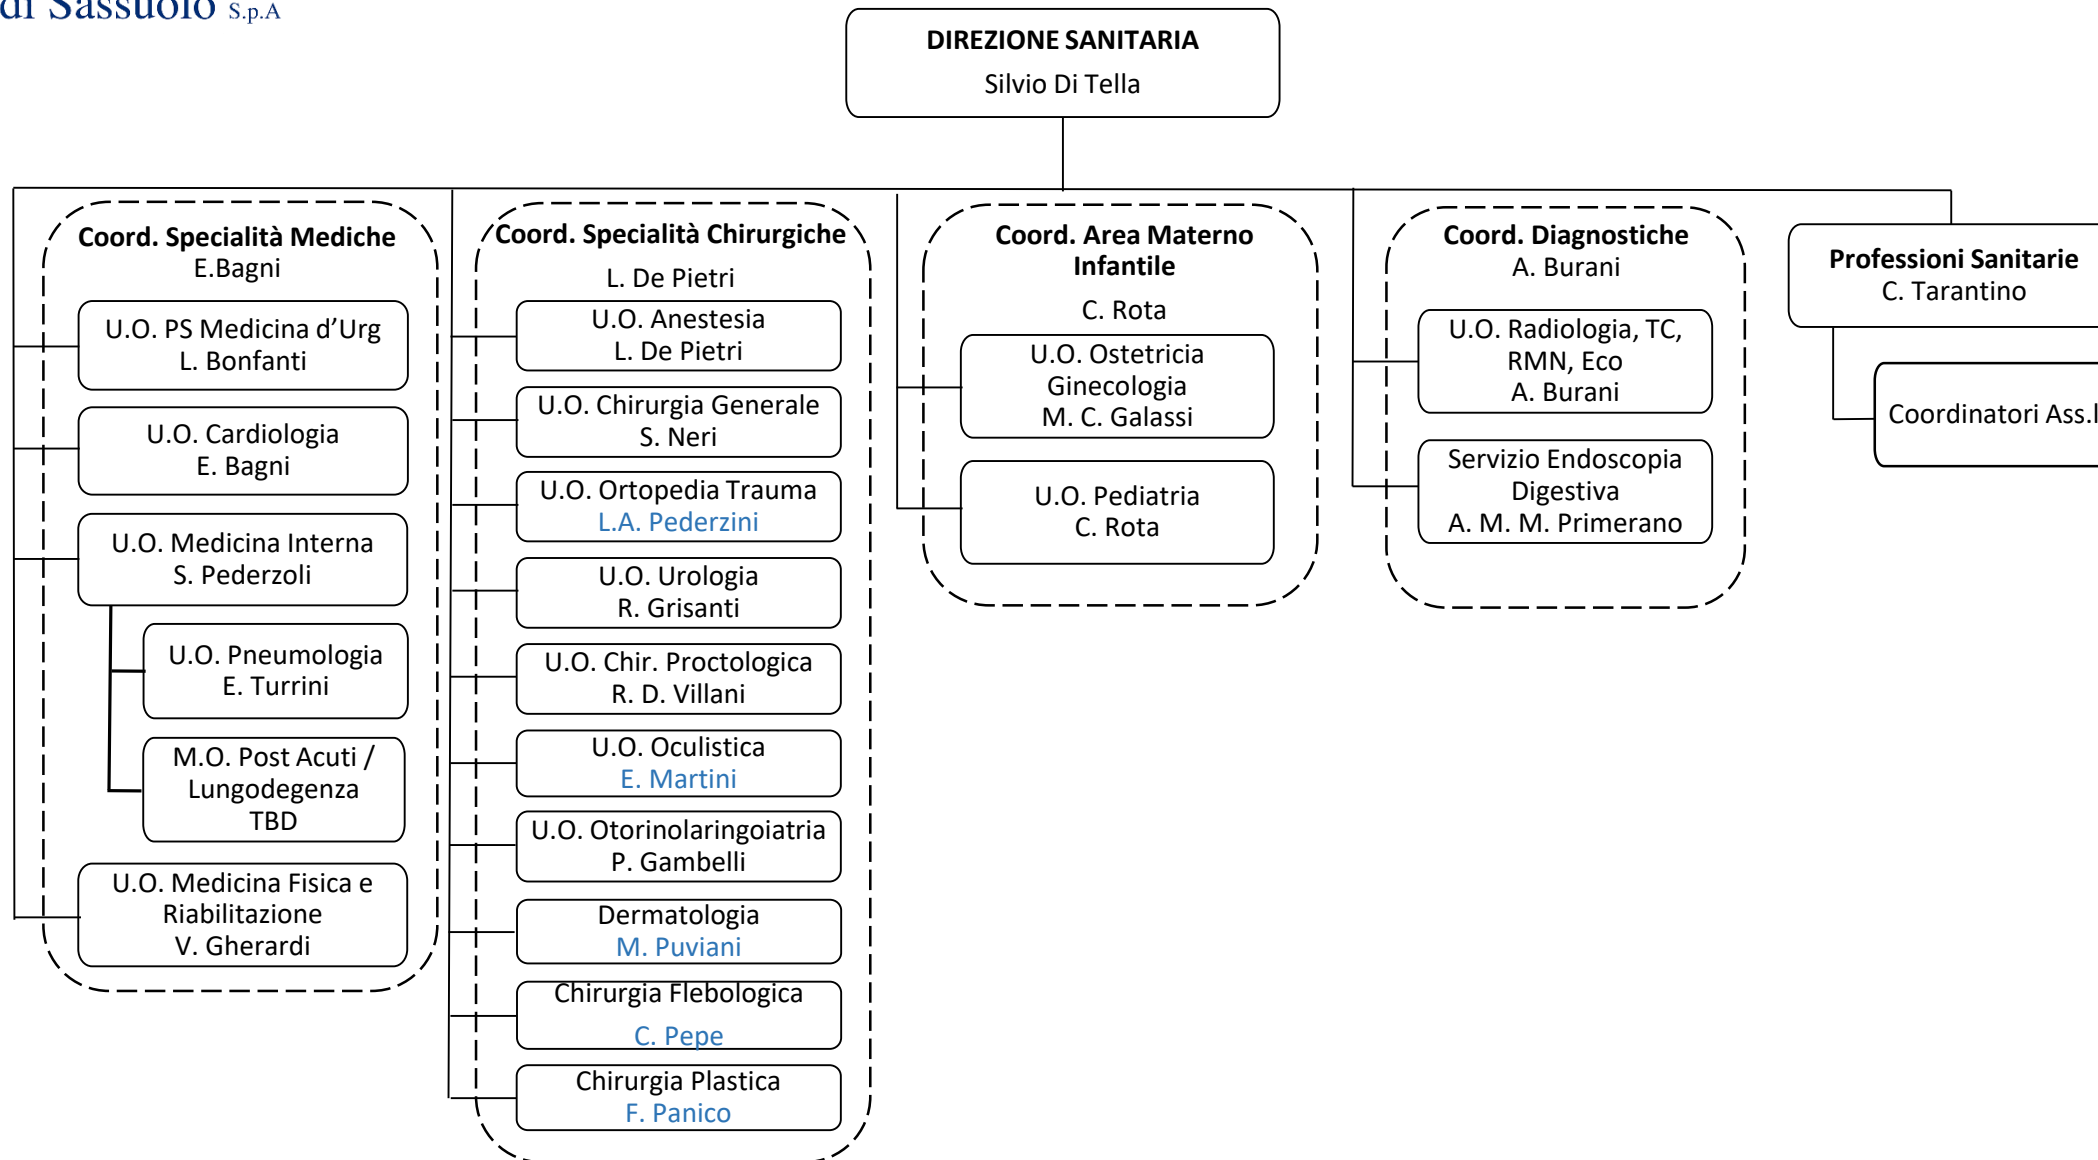 di Sassuolo S.p.A
DIREZIONE SANITARIA
Silvio Di Tella
Coord. Specialità Mediche
E.Bagni
U.O. PS Medicina d'Urg
L. Bonfanti
U.O. Cardiologia
E. Bagni
U.O. Medicina Interna
S. Pederzoli
U.O. Pneumologia
E. Turrini
M.O. Post Acuti /
Lungodegenza
TBD
U.O. Medicina Fisica e
Riabilitazione
V. Gherardi
Coord. Specialità Chirurgiche
L. De Pietri
U.O. Anestesia
L. De Pietri
U.O. Chirurgia Generale
S. Neri
U.O. Ortopedia Trauma
L.A. Pederzini
U.O. Urologia
R. Grisanti
U.O. Chir. Proctologica
R. D. Villani
U.O. Oculistica
E. Martini
U.O. Otorinolaringoiatria
P. Gambelli
Dermatologia
M. Puviani
Chirurgia Flebologica
C. Pepe
Chirurgia Plastica
F. Panico
Coord. Area Materno
Infantile
C. Rota
U.O. Ostetricia
Ginecologia
M. C. Galassi
U.O. Pediatria
C. Rota
Coord. Diagnostiche
A. Burani
U.O. Radiologia, TC,
RMN, Eco
A. Burani
Servizio Endoscopia
Digestiva
A. M. M. Primerano
Professioni Sanitarie
C. Tarantino
Coordinatori